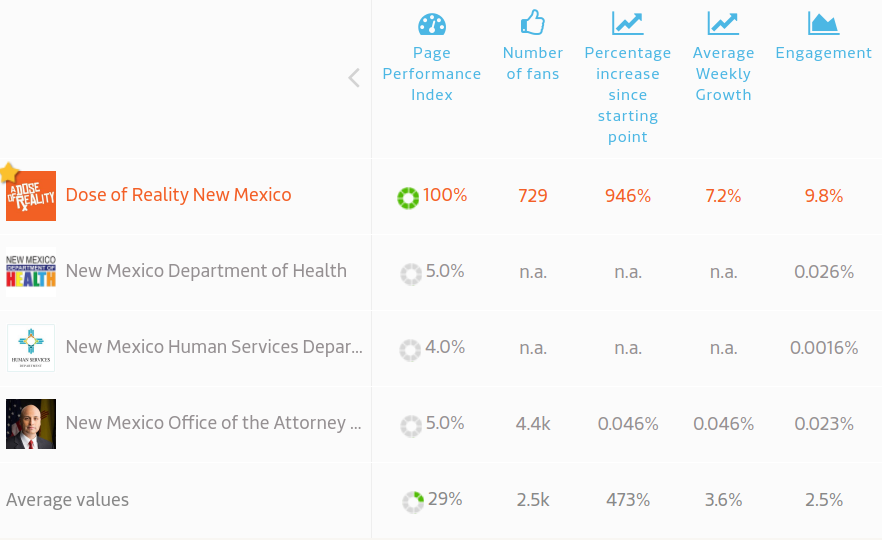 Page
Performance
Index
Number
of fans
Percentage
increase
since
starting
point
Average
Weekly
Growth
Engagement
A DOSE
OF REALITY
Dose of Reality New Mexico
100%
729
946%
7.2%
9.8%
NEW MEXICO
DEPARTMENT OF
HEALTH
New Mexico Department of Health
5.0%
n.a.
n.a.
n.a.
0.026%
HUMAN SERVICES
DEPARTMENT
New Mexico Human Services Depar...
4.0%
n.a.
n.a.
n.a.
0.0016%
New Mexico Office of the Attorney ...
5.0%
4.4k
0.046%
0.046%
0.023%
Average values
29%
2.5k
473%
3.6%
2.5%